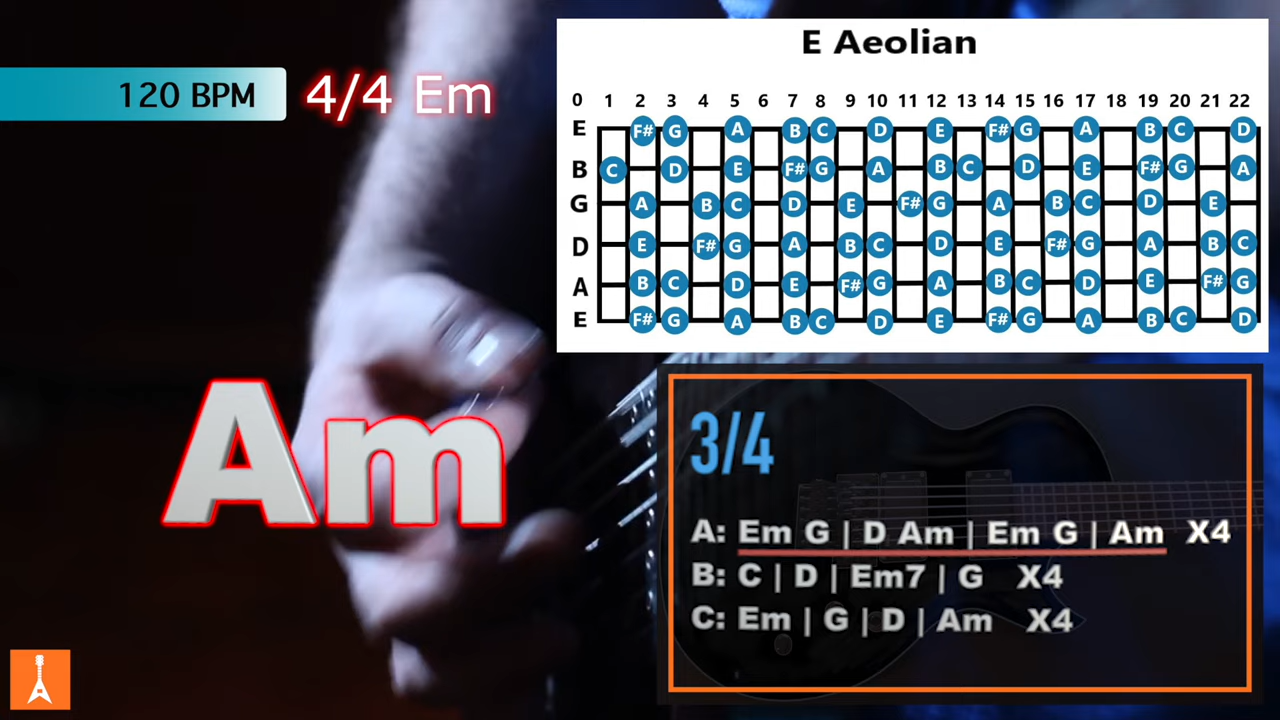 E Aeolian
120 BPM
4/4 Em
0 1 2 3 4 5 6 7 8 9 10 11 12 13 14 15 16 17 18 19 20 21 22
E F# G A B C D E F# G A B C D
B C D E F# G A B C D E F# G A
G A B C D E F# G A B C D E
D E F# G A B C D E F# G A B C
A B C D E F# G A B C D E F# G
E F# G A B C D E F# G A B C D
Am
3/4
A: Em G | D Am | Em G | Am X4
B: C | D | Em7 | G X4
C: Em | G | D | Am X4